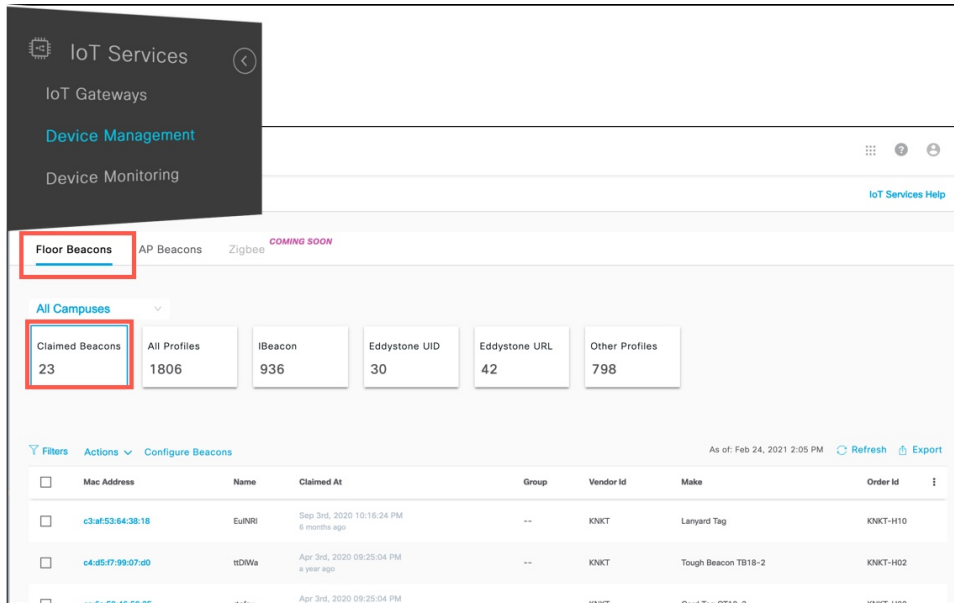 IoT Services
IoT Gateways
Device Management
Device Monitoring
IoT Services Help
Floor Beacons AP Beacons Zigbee COMING SOON
All Campuses
Claimed Beacons All Profiles IBeacon Eddystone UID Eddystone URL Other Profiles
23 1806 936 30 42 798
Filters Actions Configure Beacons As of: Feb 24, 2021 2:05 PM Refresh Export
Mac Address Name Claimed At Group Vendor Id Make Order Id
c3:af:53:64:38:18 EulNRI Sep 3rd, 2020 10:16:24 PM -- KNKT Lanyard Tag KNKT-H10
6 months ago
c4:d5:f7:99:07:d0 ttDIWa Apr 3rd, 2020 09:25:04 PM -- KNKT Tough Beacon TB18-2 KNKT-H02
a year ago
Apr 3rd, 2020 09:25:04 PM